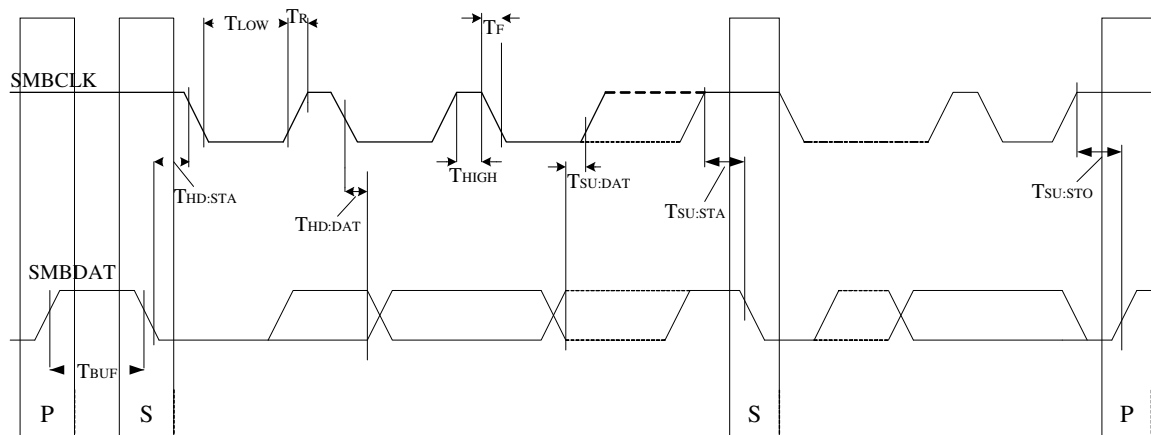 TLOW
TR
TF
SMBCLK
THD:STA
THD:DAT
THIGH
TSU:DAT
TSU:STA
TSU:STO
SMBDAT
TBUF
P
S
S
P